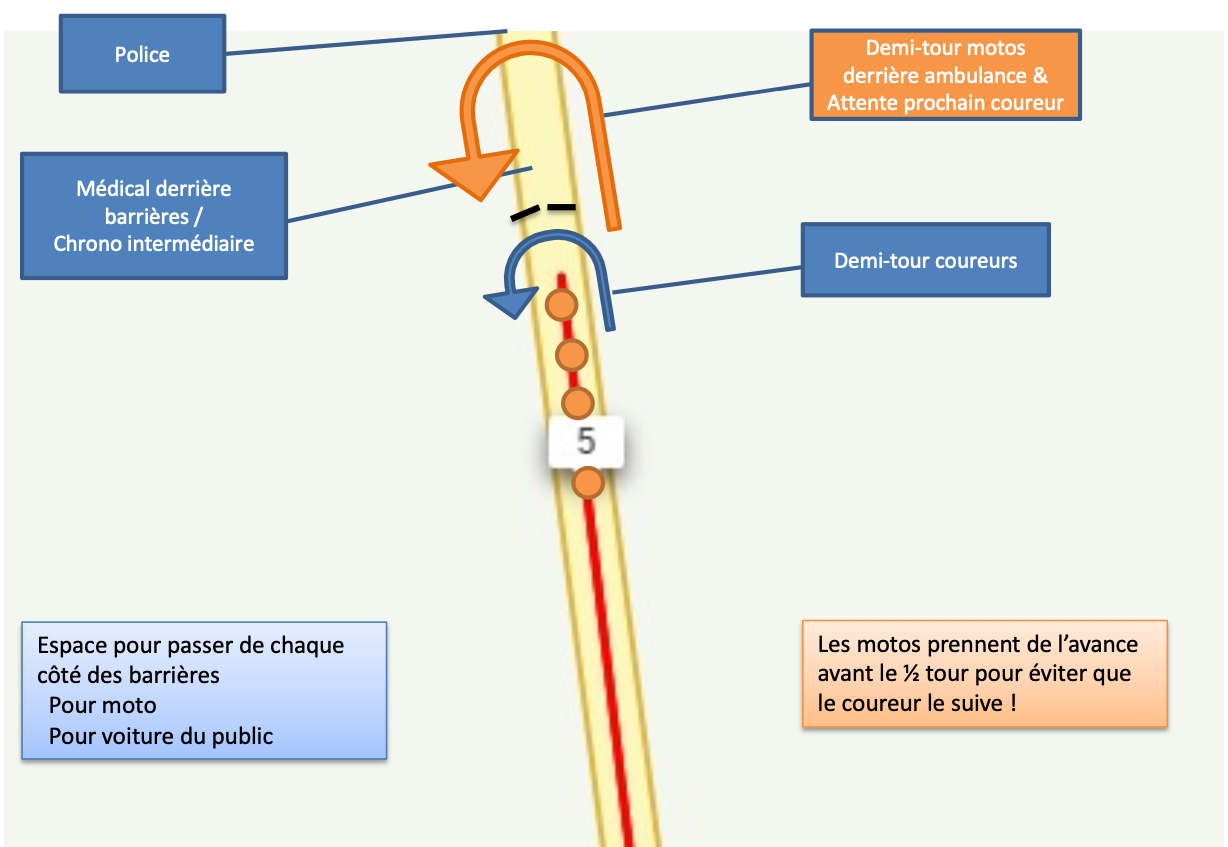 Police
Demi-tour motos
derrière ambulance &
Attente prochain coureur
Médical derrière
barrières /
Chrono intermédiaire
Demi-tour coureurs
5
Espace pour passer de chaque
côté des barrières
Pour moto
Pour voiture du public
Les motos prennent de l’avance
avant le ½ tour pour éviter que
le coureur le suive !